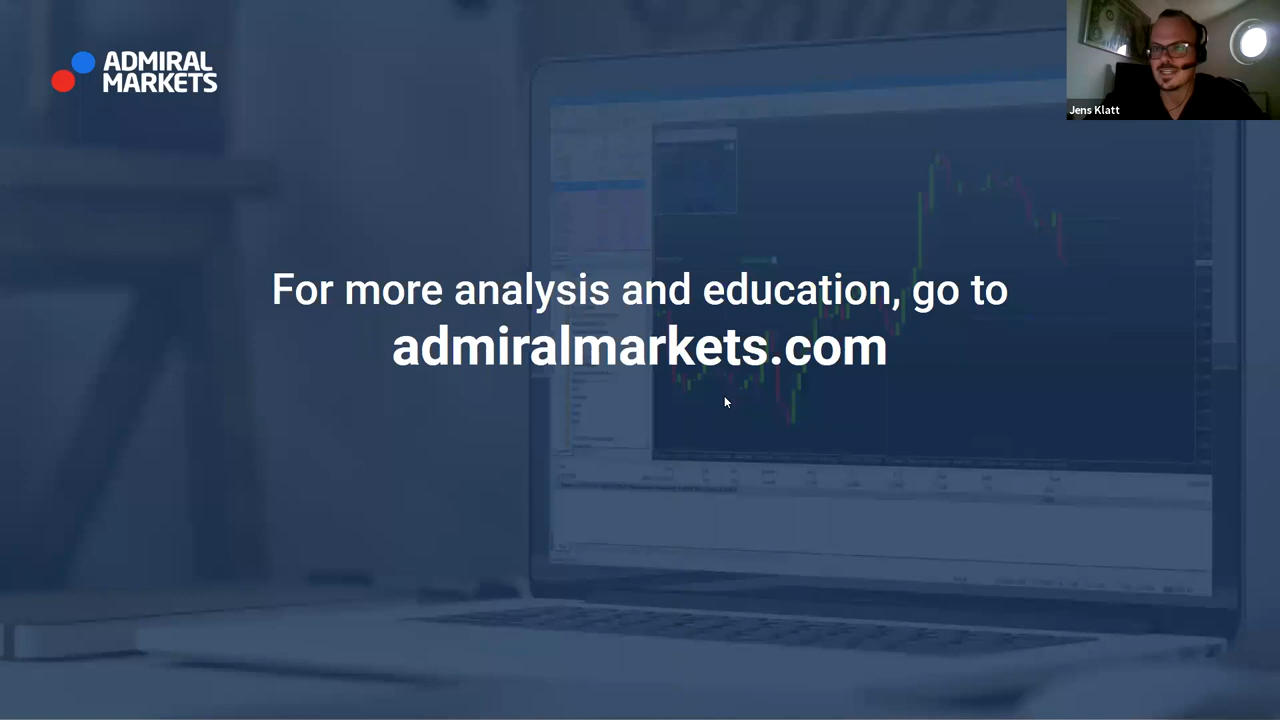 ADMIRAL
MARKETS
Jens Klatt
For more analysis and education, go to
admiralmarkets.com